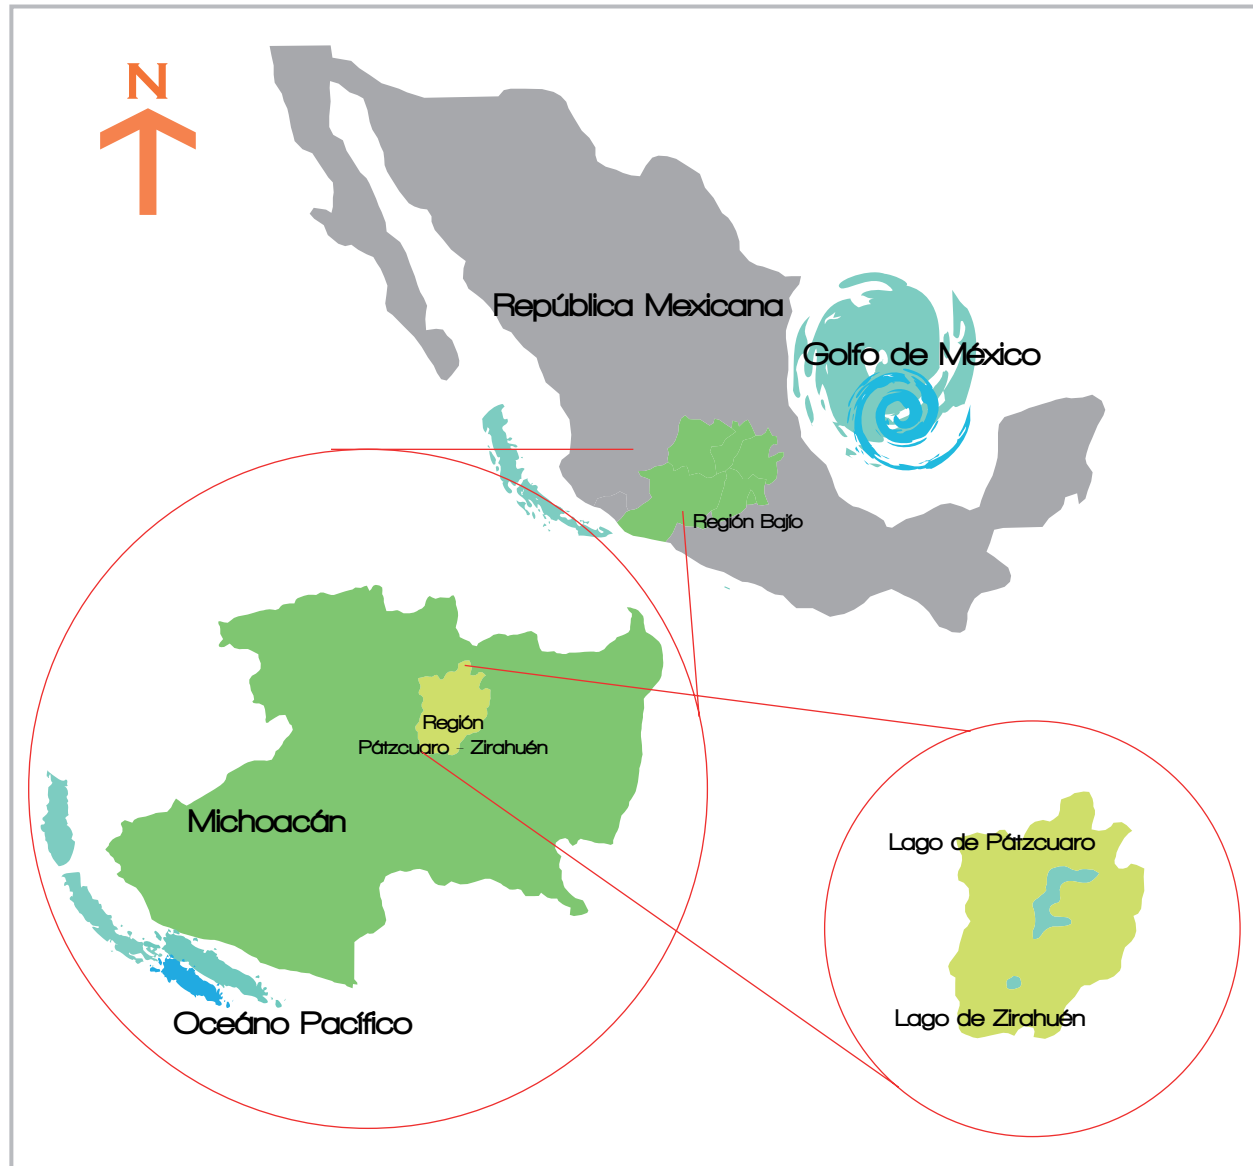 N
República Mexicana
Golfo de México
Región Bajío
Región
Pátzcuaro - Zirahuén
Michoacán
Lago de Pátzcuaro
Lago de Zirahuén
Oceáno Pacífico